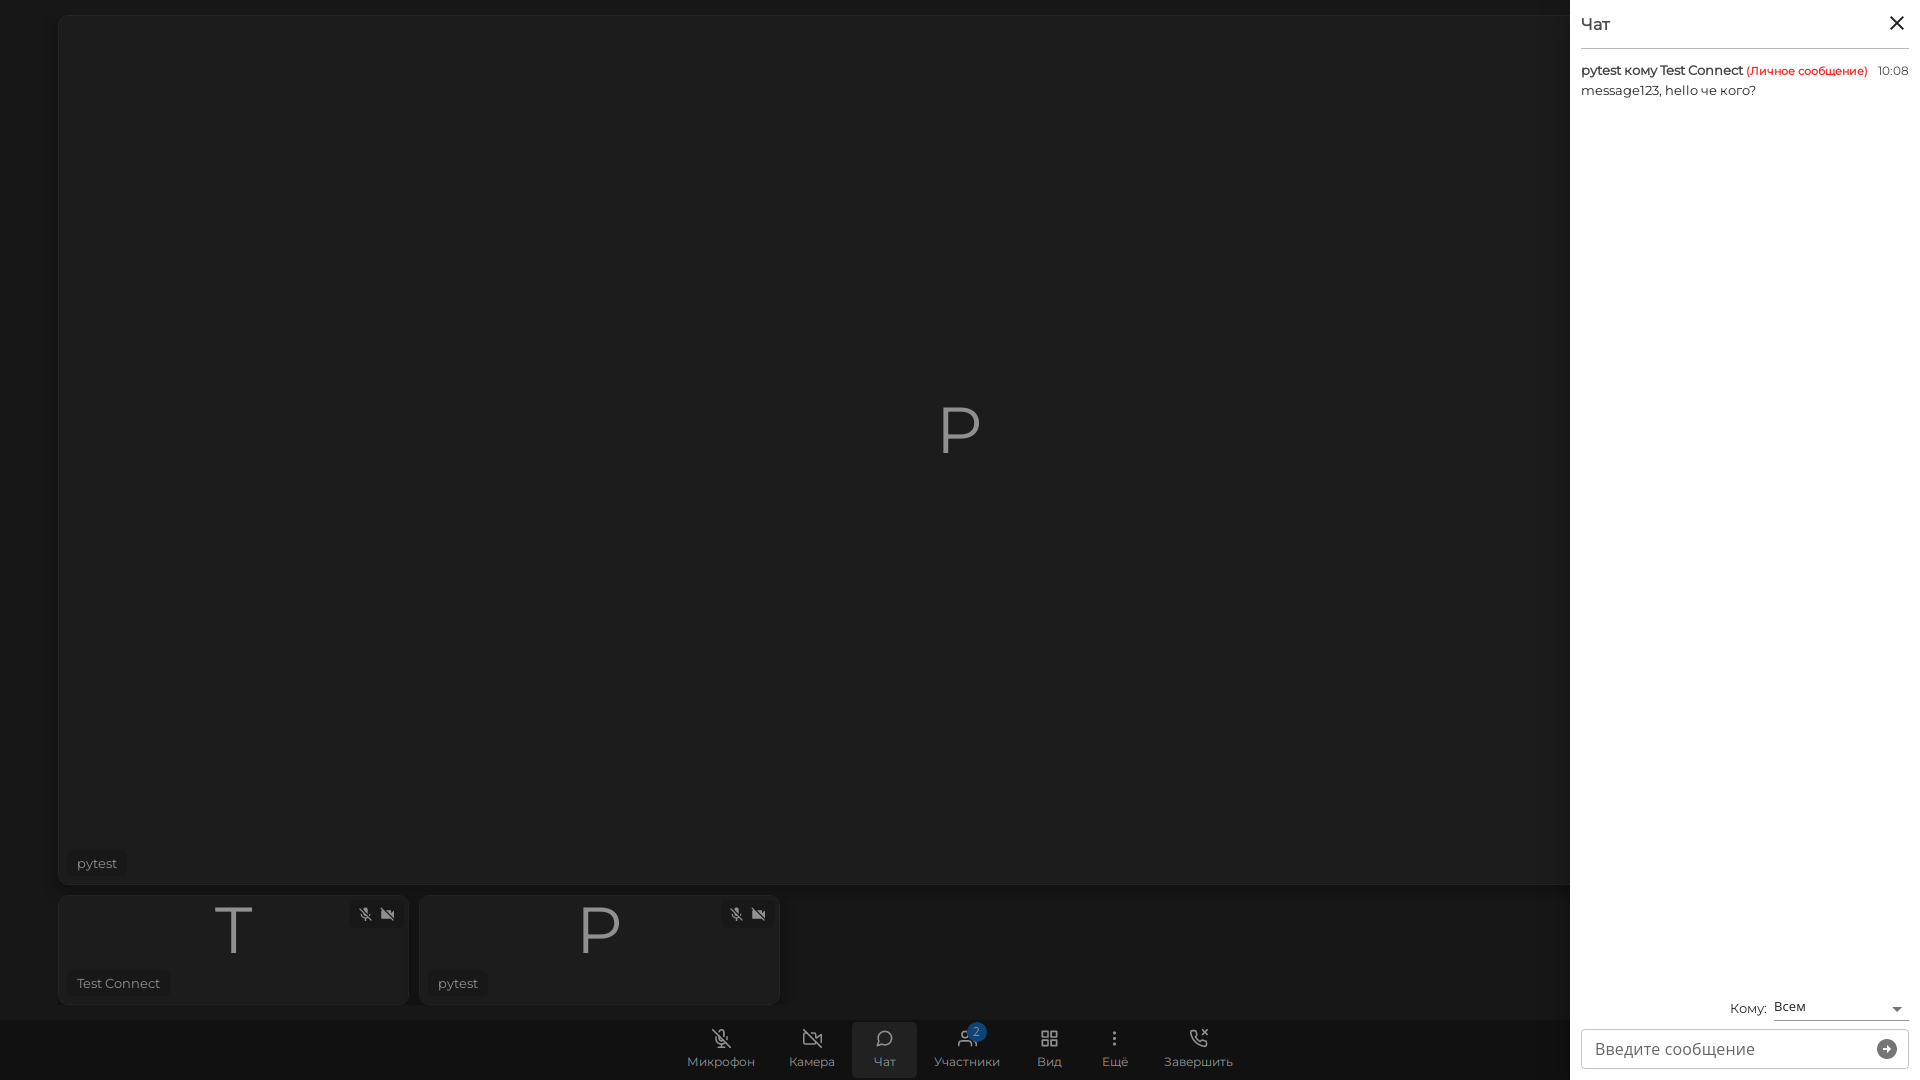 Чат
pytest кому Test Connect (Личное сообщение) 10:08
message123, hello че кого?
P
pytest
T
Test Connect
P
pytest
Кому: Всем
Введите сообщение
Микрофон
Камера
Чат
2
Участники
Вид
Ещё
Завершить